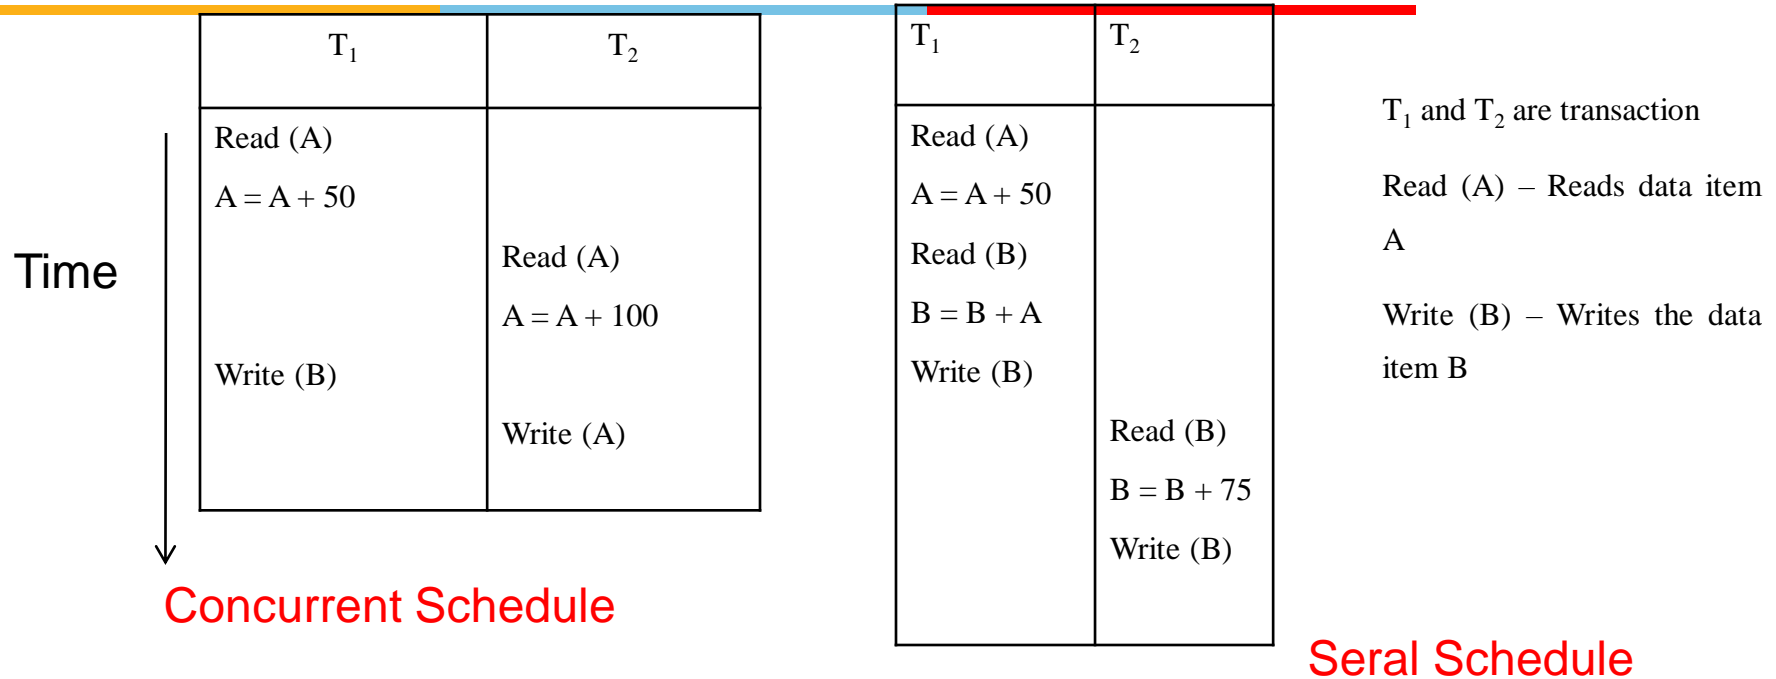 Time
T₁ T₂
Read (A)
A = A + 50
Read (A)
A = A + 100
Write (B)
Write (A)
Concurrent Schedule
T₁ T₂
Read (A)
A = A + 50
Read (B)
B = B + A
Write (B)
Read (B)
B = B + 75
Write (B)
Seral Schedule
T₁ and T₂ are transaction
Read (A) – Reads data item
A
Write (B) – Writes the data
item B